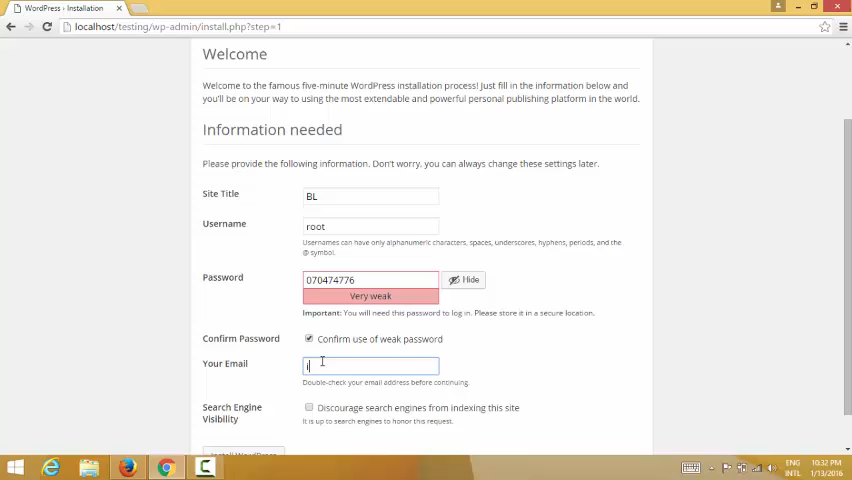 WordPress › Installation
localhost/testing/wp-admin/install.php?step=1
Welcome
Welcome to the famous five-minute WordPress installation process! Just fill in the information below and
you'll be on your way to using the most extendable and powerful personal publishing platform in the world.
Information needed
Please provide the following information. Don't worry, you can always change these settings later.
Site Title
BL
Username
root
Usernames can have only alphanumeric characters, spaces, underscores, hyphens, periods, and the
@ symbol.
Password
070474776
Hide
Very weak
Important: You will need this password to log in. Please store it in a secure location.
Confirm Password
Confirm use of weak password
Your Email
i
Double-check your email address before continuing.
Search Engine
Visibility
Discourage search engines from indexing this site
It is up to search engines to honor this request.
Install WordPress
ENG
INTL
10:32 PM
1/13/2016